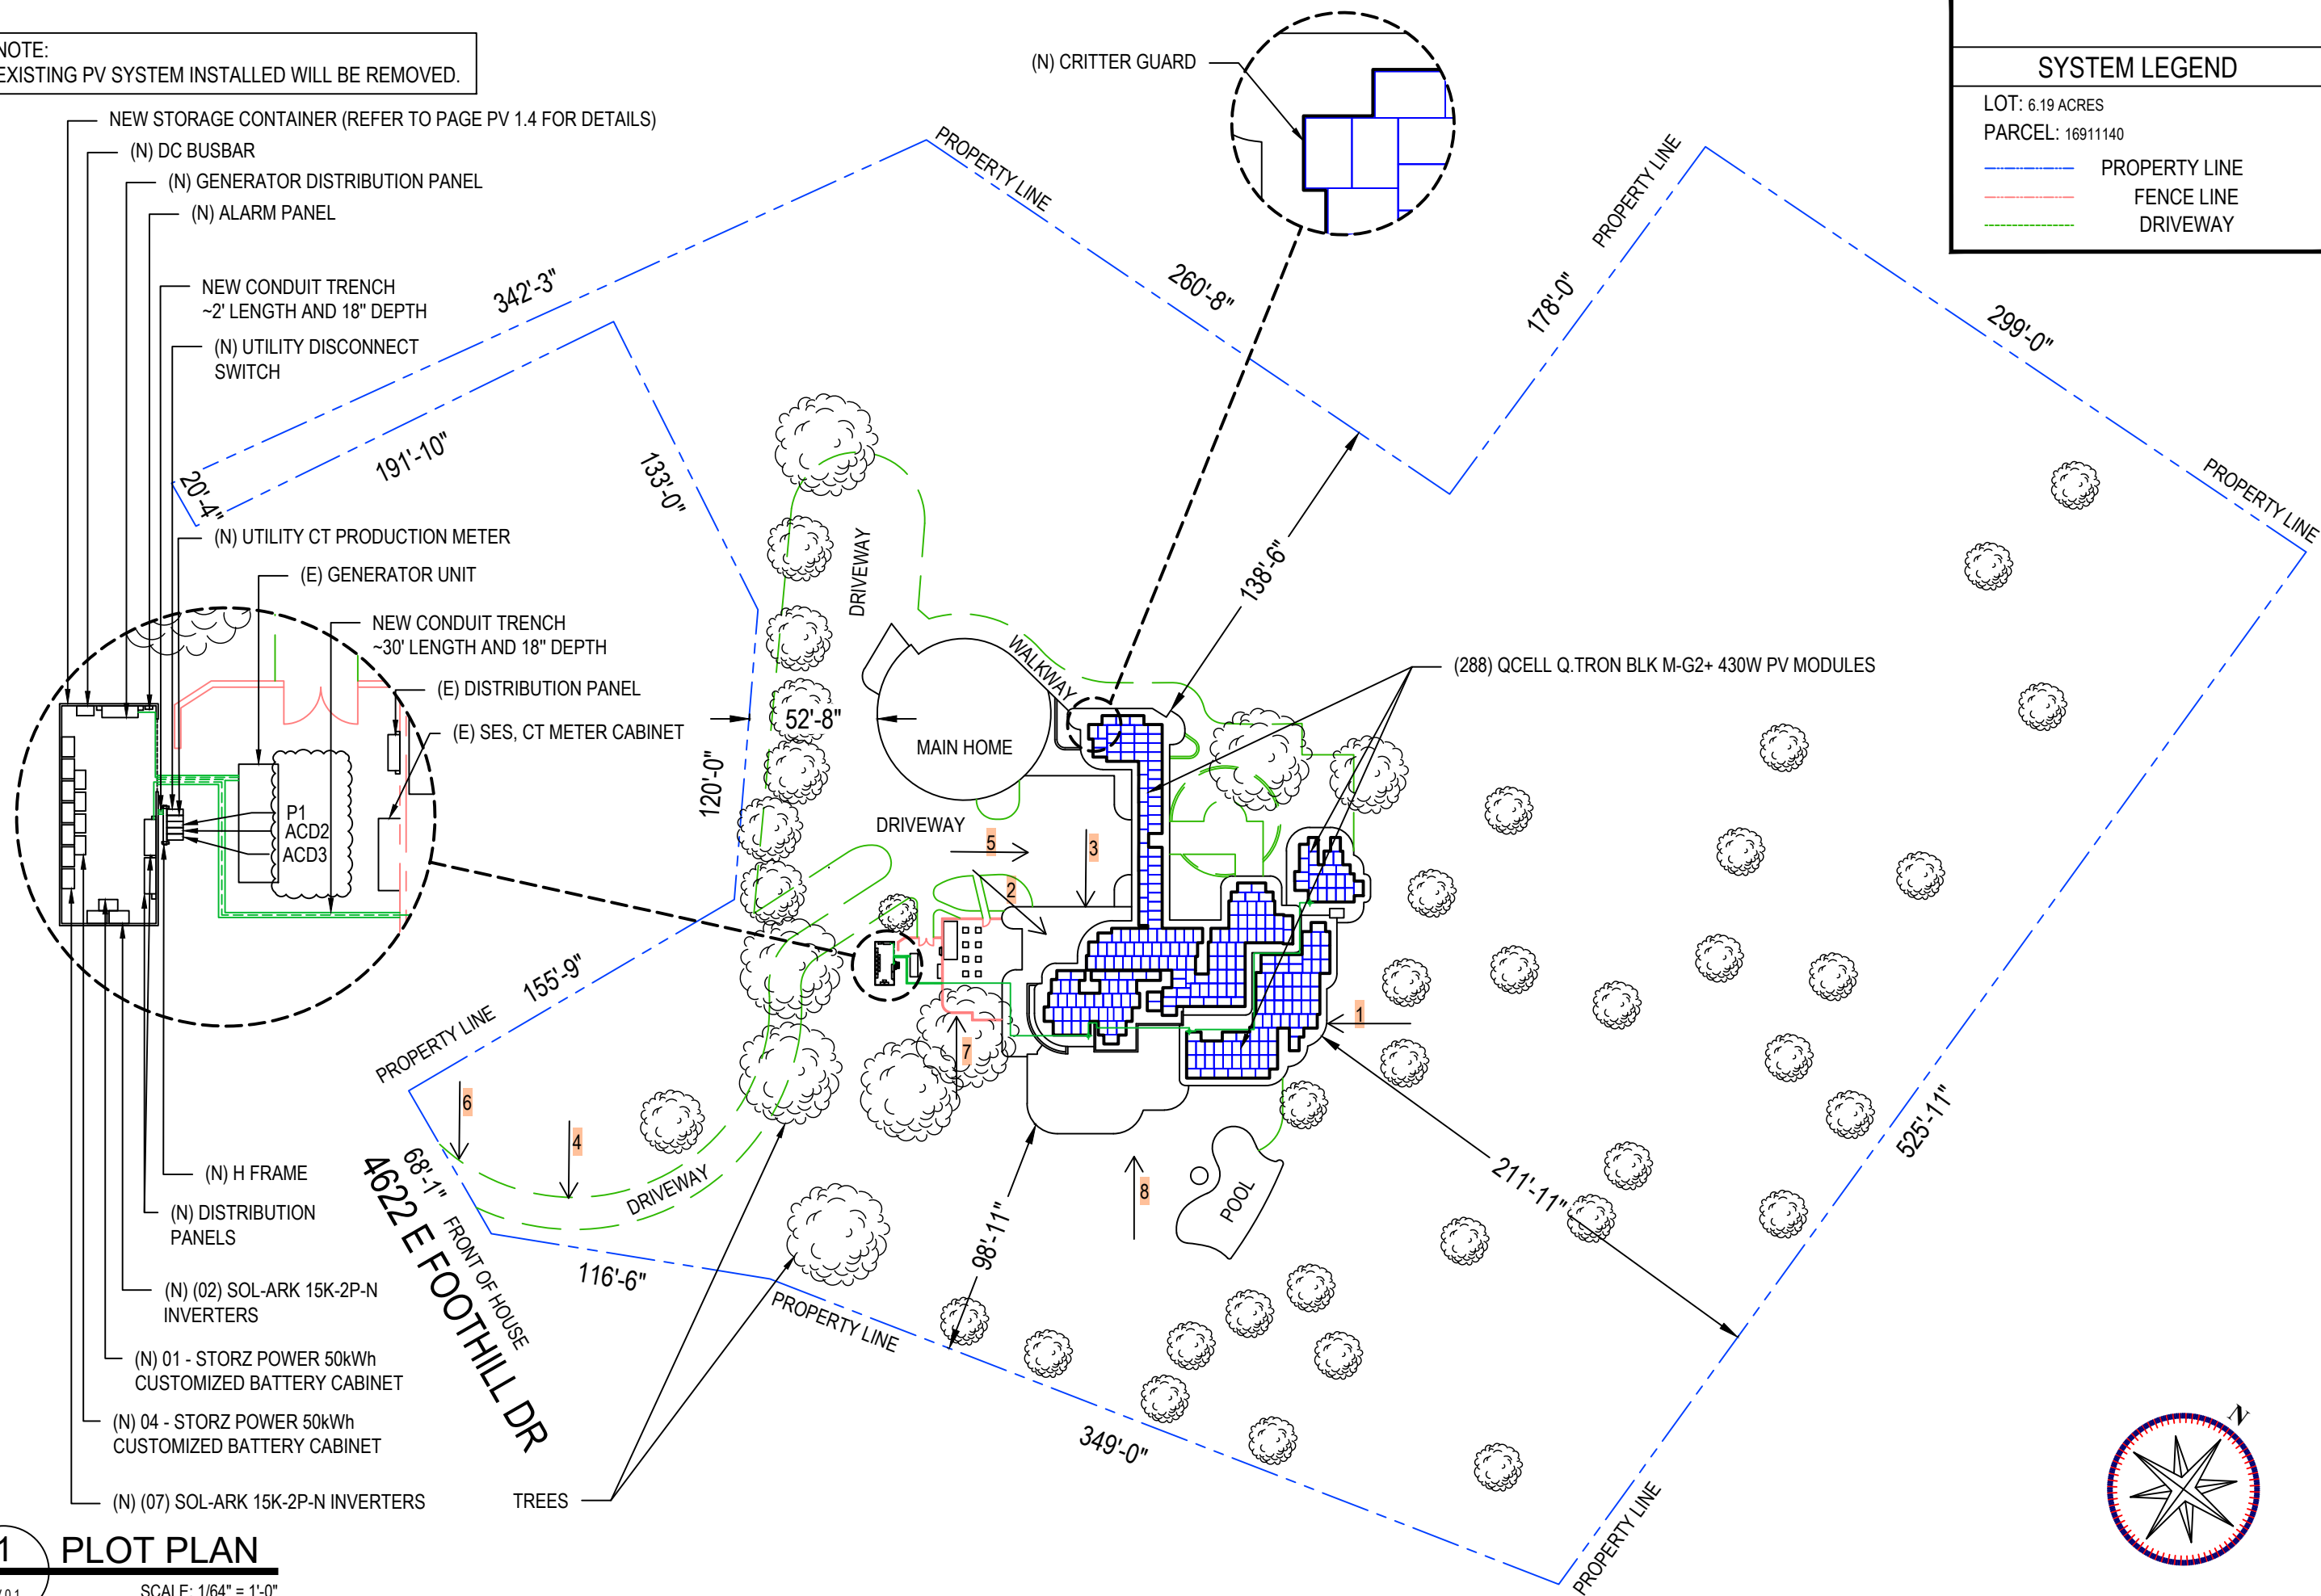 NOTE:
EXISTING PV SYSTEM INSTALLED WILL BE REMOVED.
NEW STORAGE CONTAINER (REFER TO PAGE PV 1.4 FOR DETAILS)
(N) DC BUSBAR
(N) GENERATOR DISTRIBUTION PANEL
(N) ALARM PANEL
NEW CONDUIT TRENCH
~2' LENGTH AND 18" DEPTH
(N) UTILITY DISCONNECT
SWITCH
(N) UTILITY CT PRODUCTION METER
(E) GENERATOR UNIT
NEW CONDUIT TRENCH
~30' LENGTH AND 18" DEPTH
(E) DISTRIBUTION PANEL
(E) SES, CT METER CABINET
P1
ACD2
ACD3
(N) H FRAME
(N) DISTRIBUTION
PANELS
(N) (02) SOL-ARK 15K-2P-N
INVERTERS
(N) 01 - STORZ POWER 50kWh
CUSTOMIZED BATTERY CABINET
(N) 04 - STORZ POWER 50kWh
CUSTOMIZED BATTERY CABINET
(N) (07) SOL-ARK 15K-2P-N INVERTERS
TREES
(N) CRITTER GUARD
SYSTEM LEGEND
LOT: 6.19 ACRES
PARCEL: 16911140
PROPERTY LINE
FENCE LINE
DRIVEWAY
342'-3"
191'-10"
20'-4"
133'-0"
PROPERTY LINE
260'-8"
PROPERTY LINE
178'-0"
299'-0"
PROPERTY LINE
138'-6"
DRIVEWAY
WALKWAY
52'-8"
MAIN HOME
120'-0"
DRIVEWAY
(288) QCELL Q.TRON BLK M-G2+ 430W PV MODULES
5
3
2
1
7
6
4
8
155'-9"
PROPERTY LINE
68'-1"
FRONT OF HOUSE
4622 E FOOTHILL DR
DRIVEWAY
116'-6"
PROPERTY LINE
98'-11"
POOL
211'-11"
525'-11"
349'-0"
PROPERTY LINE
N
1
PLOT PLAN
SCALE: 1/64" = 1'-0"